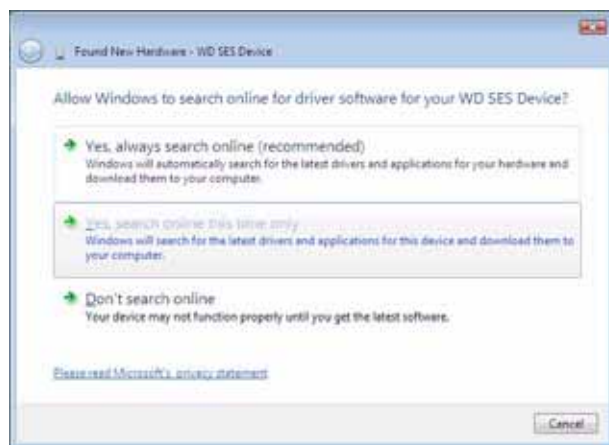 Found New Hardware - WD SES Device
Allow Windows to search online for driver software for your WD SES Device?
Yes, always search online (recommended)
Windows will automatically search for the latest drivers and applications for your hardware and
download them to your computer.
Yes, search online this time only
Windows will search for the latest drivers and applications for this device and download them to
your computer.
Don't search online
Your device may not function properly until you get the latest software.
Please read Microsoft's privacy statement
Cancel